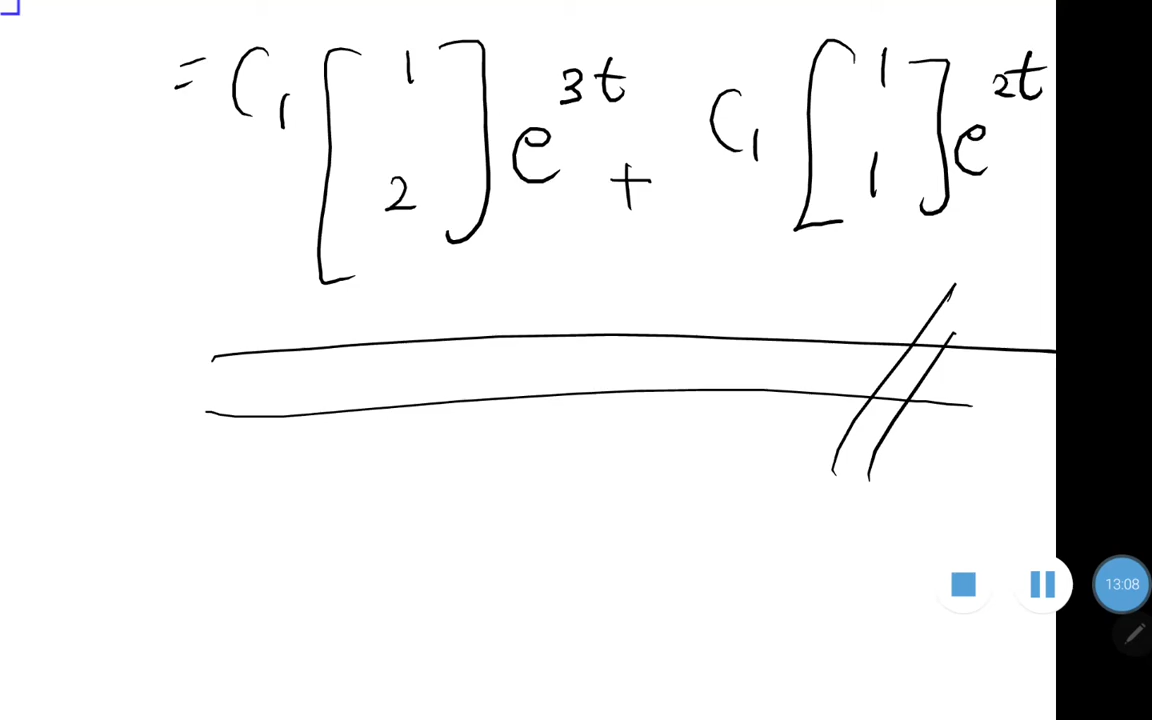 = C₁ [1 2] e^{3t} + C₁ [1 1] e^{2t}
13:08